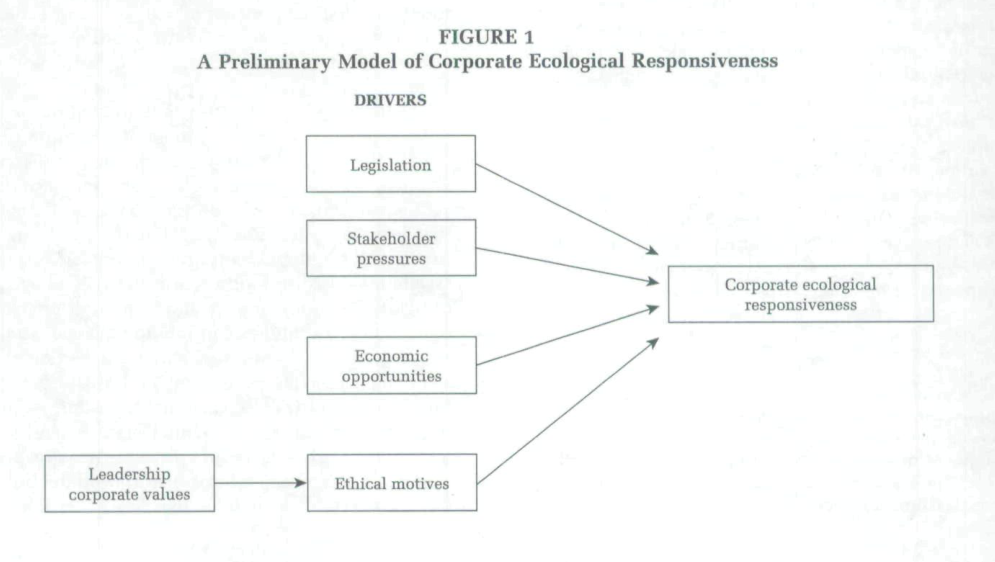 FIGURE 1
A Preliminary Model of Corporate Ecological Responsiveness
DRIVERS
Legislation
Stakeholder
pressures
Corporate ecological
responsiveness
Economic
opportunities
Leadership
corporate values
Ethical motives